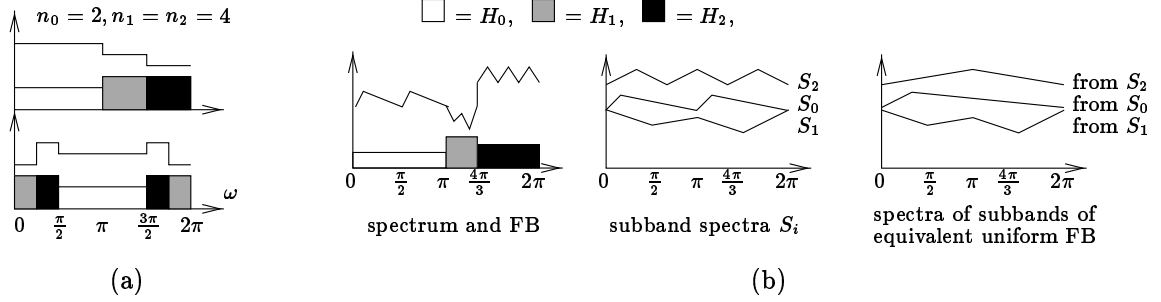 n₀ = 2, n₁ = n₂ = 4
= H₀, = H₁, = H₂,
ω
0 π/2 π 3π/2 2π
(a)
0 π/2 π 4π/3 2π
spectrum and FB
S₂
S₀
S₁
0 π/2 π 4π/3 2π
subband spectra Sᵢ
from S₂
from S₀
from S₁
0 π/2 π 4π/3 2π
spectra of subbands of
equivalent uniform FB
(b)